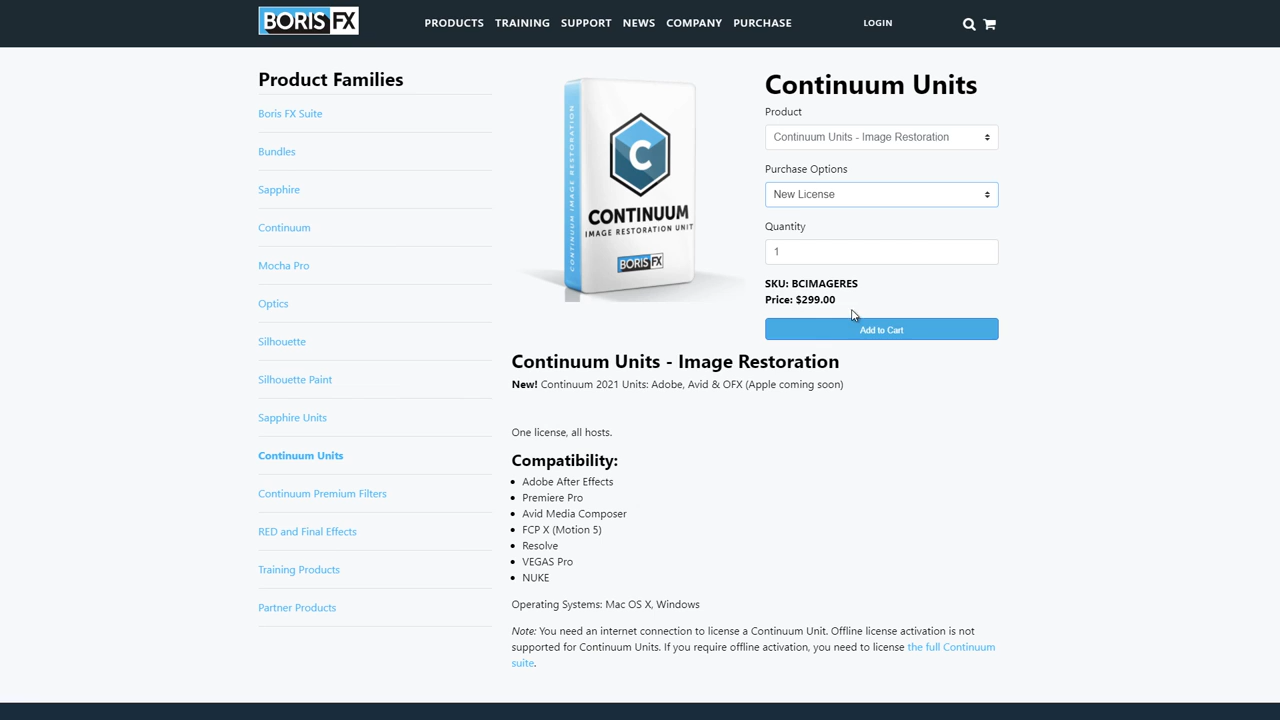 BORIS FX
PRODUCTS TRAINING SUPPORT NEWS COMPANY PURCHASE LOGIN
Product Families
Boris FX Suite
Bundles
Sapphire
Continuum
Mocha Pro
Optics
Silhouette
Silhouette Paint
Sapphire Units
Continuum Units
Continuum Premium Filters
RED and Final Effects
Training Products
Partner Products
CONTINUUM IMAGE RESTORATION
C
CONTINUUM
IMAGE RESTORATION UNIT
BORIS FX
Continuum Units
Product
Continuum Units - Image Restoration
Purchase Options
New License
Quantity
1
SKU: BCIMAGERES
Price: $299.00
Add to Cart
Continuum Units - Image Restoration
New! Continuum 2021 Units: Adobe, Avid & OFX (Apple coming soon)
One license, all hosts.
Compatibility:
Adobe After Effects
Premiere Pro
Avid Media Composer
FCP X (Motion 5)
Resolve
VEGAS Pro
NUKE
Operating Systems: Mac OS X, Windows
Note: You need an internet connection to license a Continuum Unit. Offline license activation is not
supported for Continuum Units. If you require offline activation, you need to license the full Continuum
suite.